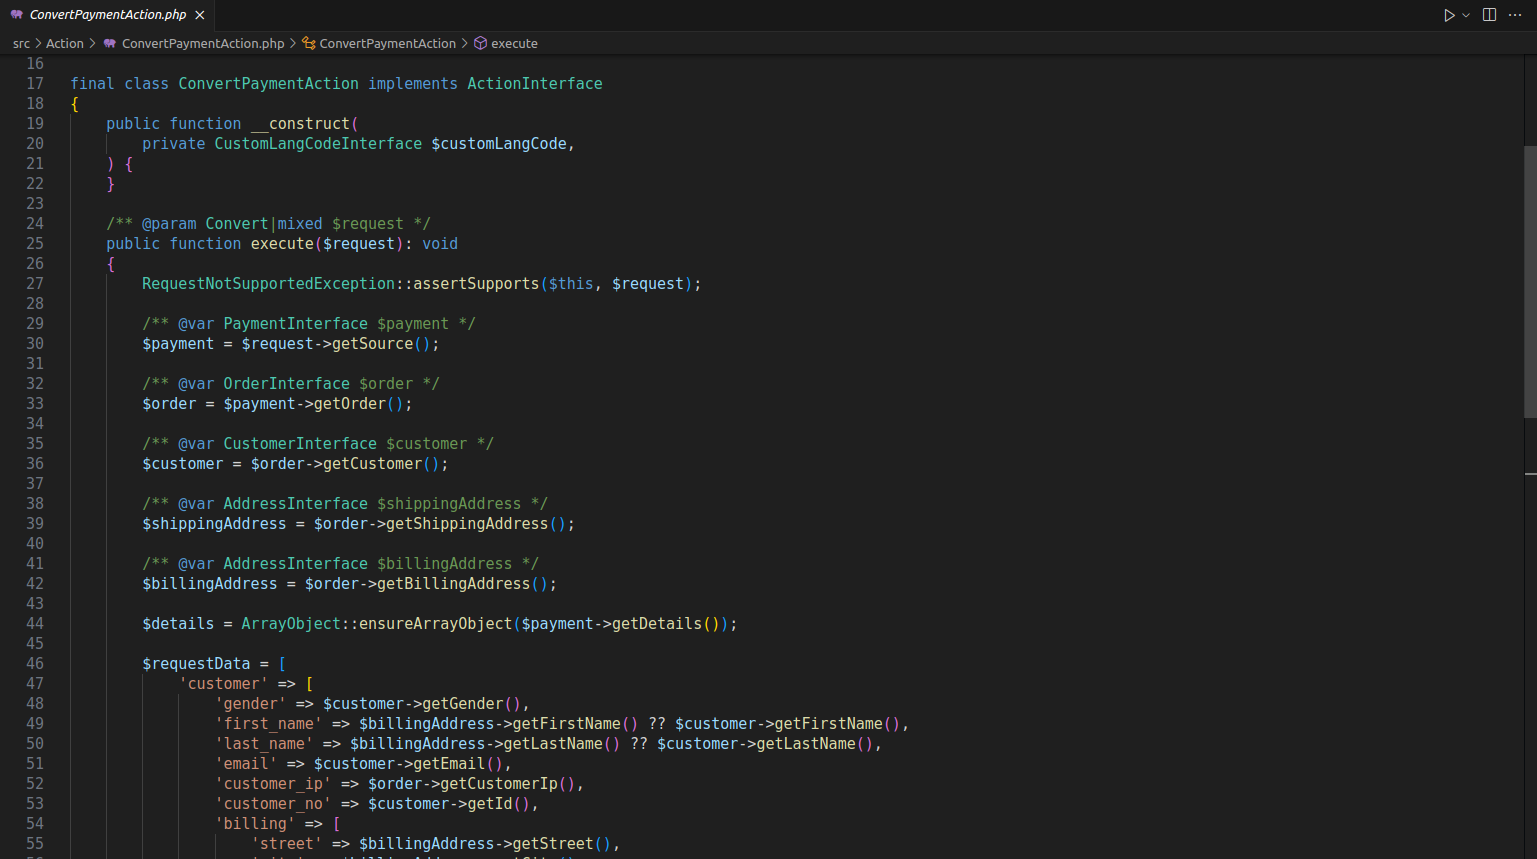 ConvertPaymentAction.php
src > Action > ConvertPaymentAction.php > ConvertPaymentAction > execute
16
17 final class ConvertPaymentAction implements ActionInterface
18 {
19     public function __construct(
20         private CustomLangCodeInterface $customLangCode,
21     ) {
22     }
23
24     /** @param Convert|mixed $request */
25     public function execute($request): void
26     {
27         RequestNotSupportedException::assertSupports($this, $request);
28
29         /** @var PaymentInterface $payment */
30         $payment = $request->getSource();
31
32         /** @var OrderInterface $order */
33         $order = $payment->getOrder();
34
35         /** @var CustomerInterface $customer */
36         $customer = $order->getCustomer();
37
38         /** @var AddressInterface $shippingAddress */
39         $shippingAddress = $order->getShippingAddress();
40
41         /** @var AddressInterface $billingAddress */
42         $billingAddress = $order->getBillingAddress();
43
44         $details = ArrayObject::ensureArrayObject($payment->getDetails());
45
46         $requestData = [
47             'customer' => [
48                 'gender' => $customer->getGender(),
49                 'first_name' => $billingAddress->getFirstName() ?? $customer->getFirstName(),
50                 'last_name' => $billingAddress->getLastName() ?? $customer->getLastName(),
51                 'email' => $customer->getEmail(),
52                 'customer_ip' => $order->getCustomerIp(),
53                 'customer_no' => $customer->getId(),
54                 'billing' => [
55                     'street' => $billingAddress->getStreet(),